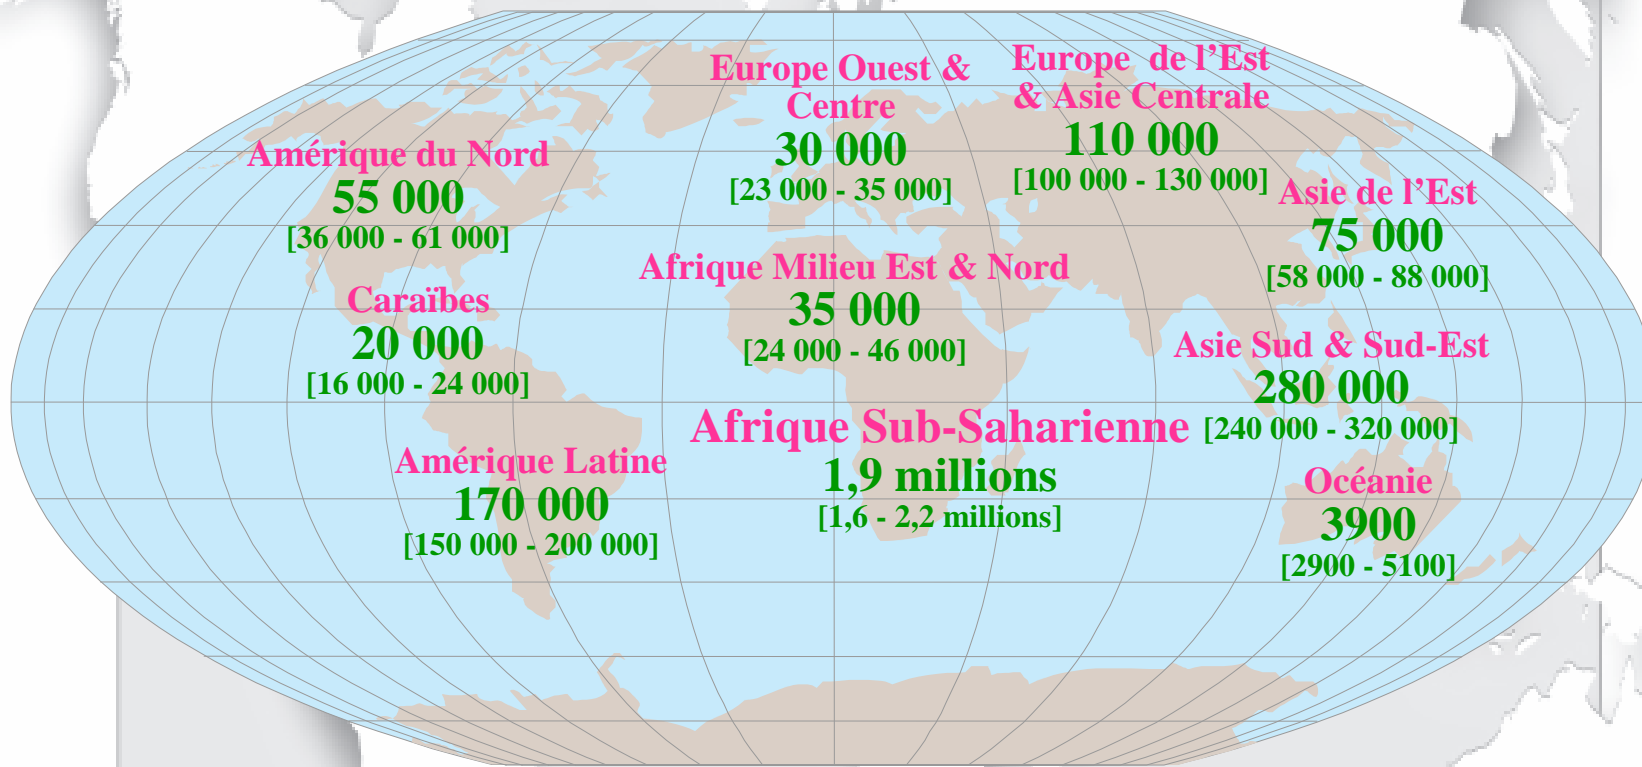 Europe Ouest &
Centre
30 000
[23 000 - 35 000]
Europe de l’Est
& Asie Centrale
110 000
[100 000 - 130 000]
Amérique du Nord
55 000
[36 000 - 61 000]
Asie de l’Est
75 000
[58 000 - 88 000]
Afrique Milieu Est & Nord
35 000
[24 000 - 46 000]
Caraïbes
20 000
[16 000 - 24 000]
Asie Sud & Sud-Est
280 000
[240 000 - 320 000]
Afrique Sub-Saharienne
1,9 millions
[1,6 - 2,2 millions]
Amérique Latine
170 000
[150 000 - 200 000]
Océanie
3900
[2900 - 5100]